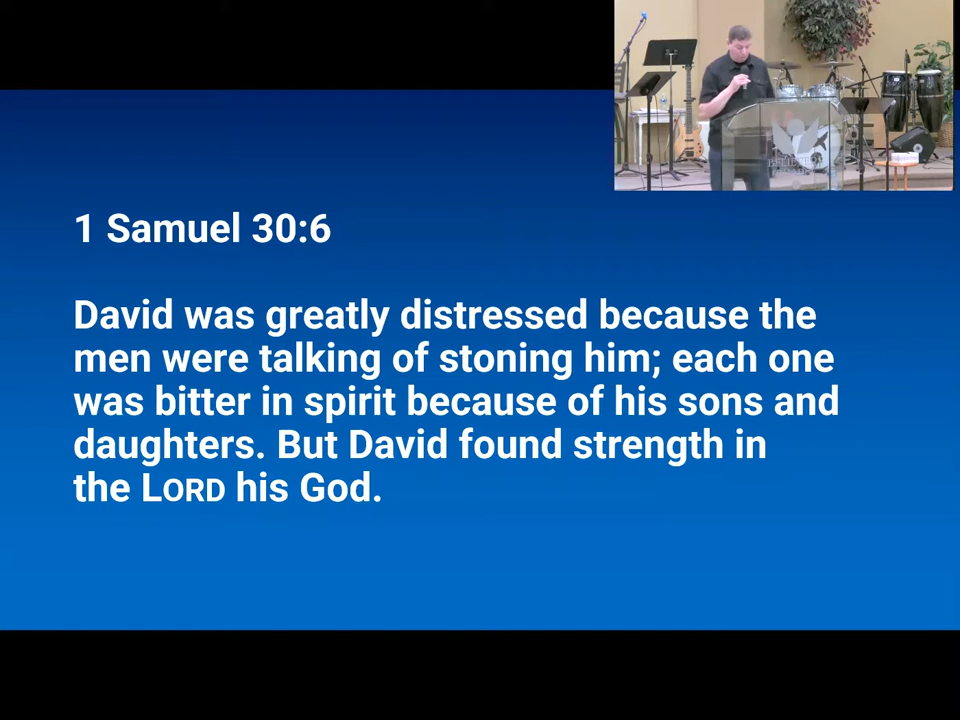 1 Samuel 30:6
David was greatly distressed because the
men were talking of stoning him; each one
was bitter in spirit because of his sons and
daughters. But David found strength in
the LORD his God.